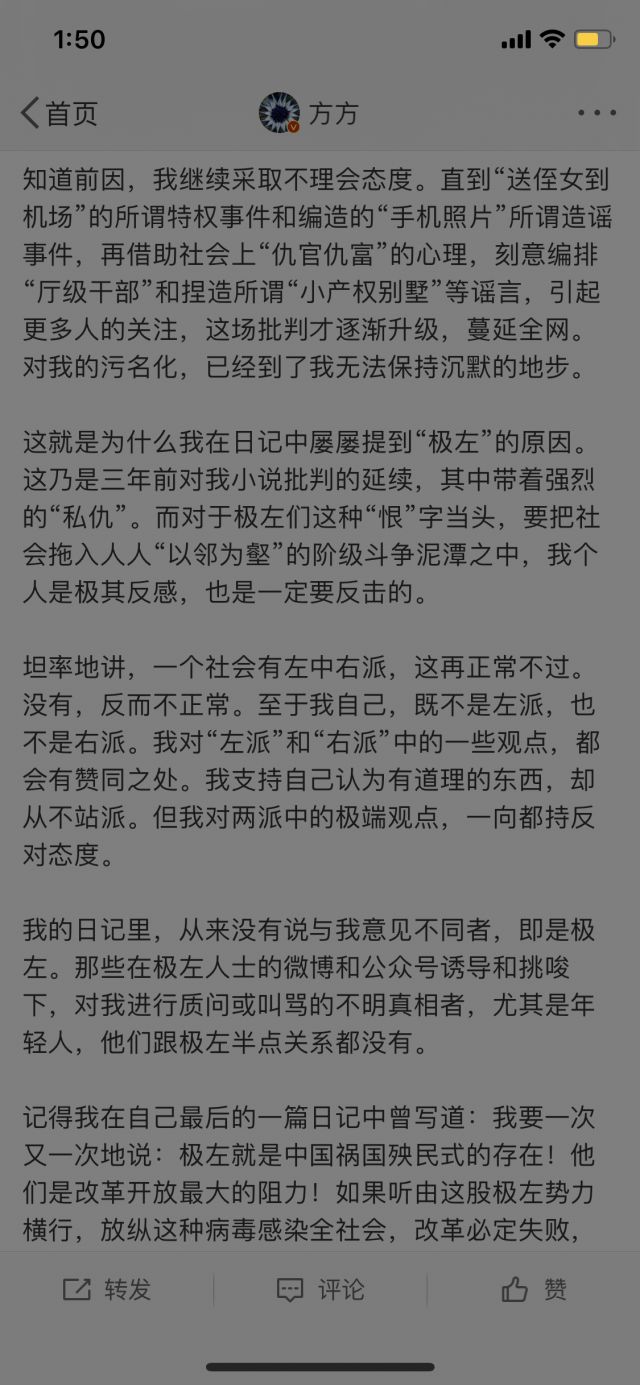 1:50
首页
方方
知道前因，我继续采取不理会态度。直到“送侄女到
机场”的所谓特权事件和编造的“手机照片”所谓造谣
事件，再借助社会上“仇官仇富”的心理，刻意编排
“厅级干部”和捏造所谓“小产权别墅”等谣言，引起
更多人的关注，这场批判才逐渐升级，蔓延全网。
对我的污名化，已经到了我无法保持沉默的地步。
这就是为什么我在日记中屡屡提到“极左”的原因。
这乃是三年前对我小说批判的延续，其中带着强烈
的“私仇”。而对于极左们这种“恨”字当头，要把社
会拖入人人“以邻为壑”的阶级斗争泥潭之中，我个
人是极其反感，也是一定要反击的。
坦率地讲，一个社会有左中右派，这再正常不过。
没有，反而不正常。至于我自己，既不是左派，也
不是右派。我对“左派”和“右派”中的一些观点，都
会有赞同之处。我支持自己认为有道理的东西，却
从不站派。但我对两派中的极端观点，一向都持反
对态度。
我的日记里，从来没有说与我意见不同者，即是极
左。那些在极左人士的微博和公众号诱导和挑唆
下，对我进行质问或叫骂的不明真相者，尤其是年
轻人，他们跟极左半点关系都没有。
记得我在自己最后的一篇日记中曾写道：我要一次
又一次地说：极左就是中国祸国殃民式的存在！他
们是改革开放最大的阻力！如果听由这股极左势力
横行，放纵这种病毒感染全社会，改革必定失败，
转发
评论
赞